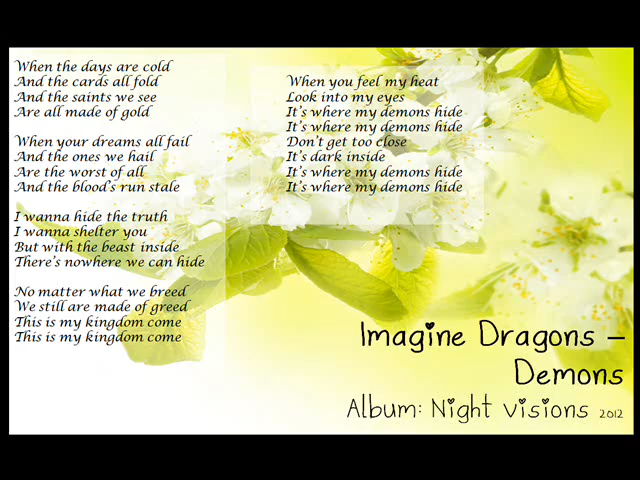 When the days are cold
And the cards all fold
And the saints we see
Are all made of gold
When your dreams all fail
And the ones we hail
Are the worst of all
And the blood's run stale
I wanna hide the truth
I wanna shelter you
But with the beast inside
There's nowhere we can hide
No matter what we breed
We still are made of greed
This is my kingdom come
This is my kingdom come
When you feel my heat
Look into my eyes
It's where my demons hide
It's where my demons hide
Don't get too close
It's dark inside
It's where my demons hide
It's where my demons hide
Imagine Dragons –
Demons
Album: Night visions 2012